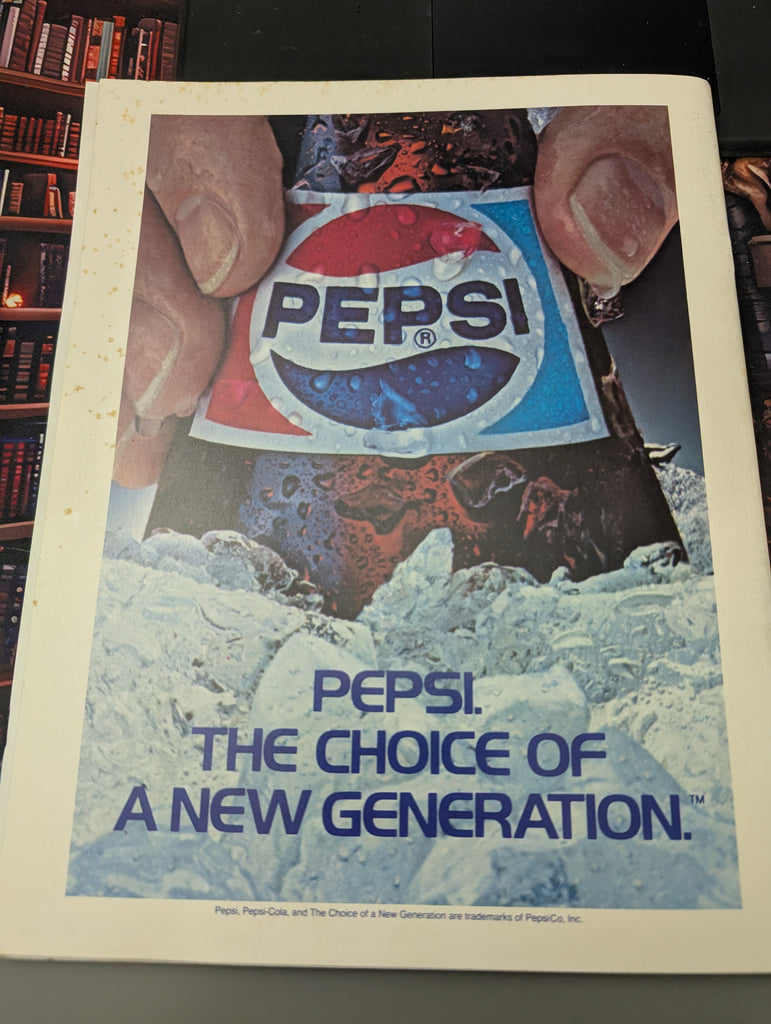 PEPSI®
PEPSI.
THE CHOICE OF
A NEW GENERATION.™
Pepsi, Pepsi-Cola, and The Choice of a New Generation are trademarks of PepsiCo, Inc.